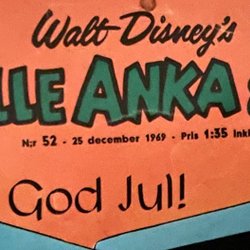 Walt Disney's
LLE ANKA &
N:r 52 - 25 december 1969 - Pris 1:35 inkl
God Jul!